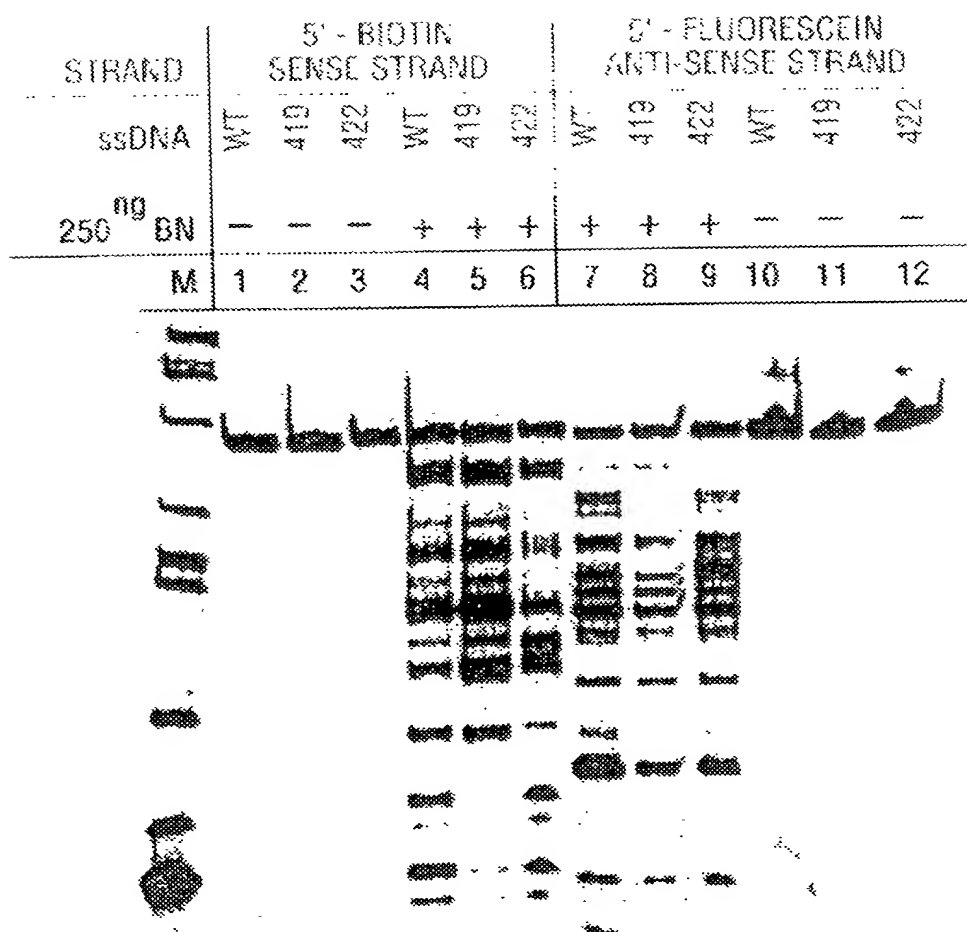 5' - BIOTIN 5' - FLUORESCEIN
STRAND SENSE STRAND ANTI-SENSE STRAND
ssDNA WT 419 422 WT 419 422 WT 419 422 WT 419 422
250 ng BN - - - + + + + + + - - -
M 1 2 3 4 5 6 7 8 9 10 11 12